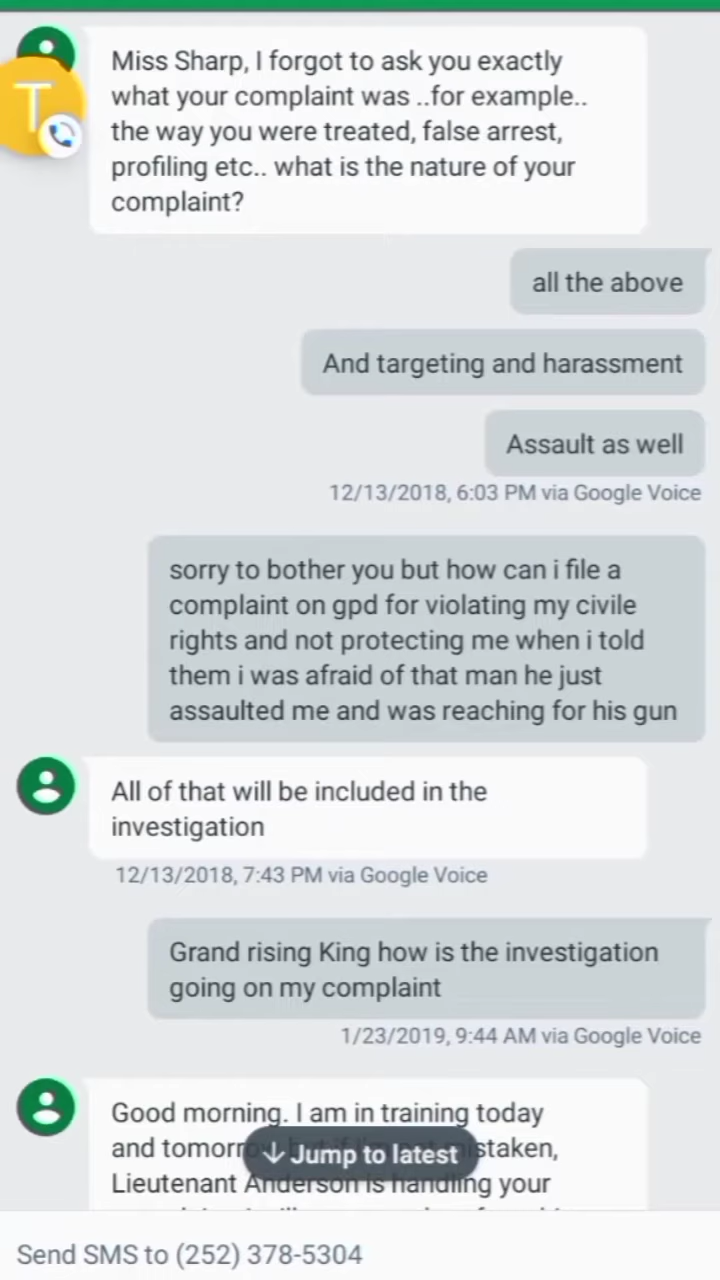 T
Miss Sharp, I forgot to ask you exactly
what your complaint was ..for example..
the way you were treated, false arrest,
profiling etc.. what is the nature of your
complaint?
all the above
And targeting and harassment
Assault as well
12/13/2018, 6:03 PM via Google Voice
sorry to bother you but how can i file a
complaint on gpd for violating my civile
rights and not protecting me when i told
them i was afraid of that man he just
assaulted me and was reaching for his gun
All of that will be included in the
investigation
12/13/2018, 7:43 PM via Google Voice
Grand rising King how is the investigation
going on my complaint
1/23/2019, 9:44 AM via Google Voice
Good morning. I am in training today
and
Jump to latest
Lieutenant Anderson is handling your
Send SMS to (252) 378-5304